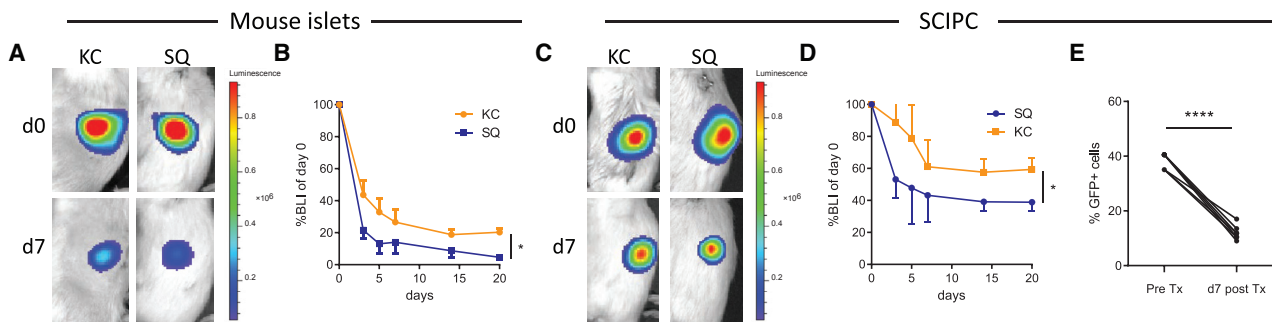 Mouse islets
SCIPC
A
KC
SQ
d0
d7
Luminescence
0.8
0.6
×10⁶
0.4
0.2
B
KC
SQ
%BLI of day 0
100
80
60
40
20
0
0 5 10 15 20
days
*
C
KC
SQ
d0
d7
Luminescence
0.8
0.6
×10⁶
0.4
0.2
D
SQ
KC
%BLI of day 0
100
80
60
40
20
0
0 5 10 15 20
days
*
E
% GFP+ cells
60
40
20
0
****
Pre Tx
d7 post Tx